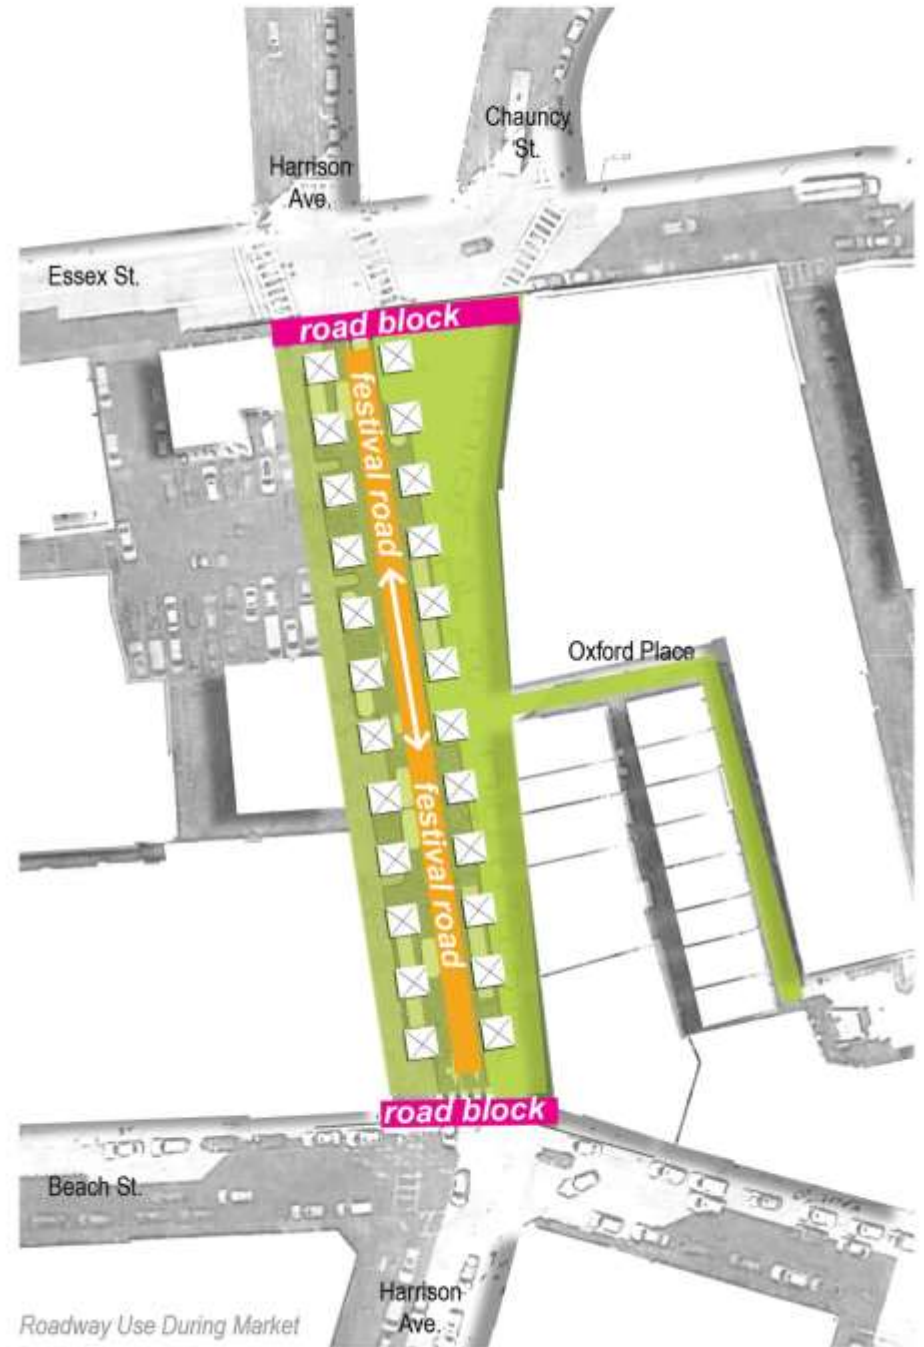 Chauncy
St.
Harrison
Ave.
Essex St.
road block
festival road
Oxford Place
festival road
road block
Beach St.
Harrison
Ave.
Roadway Use During Market